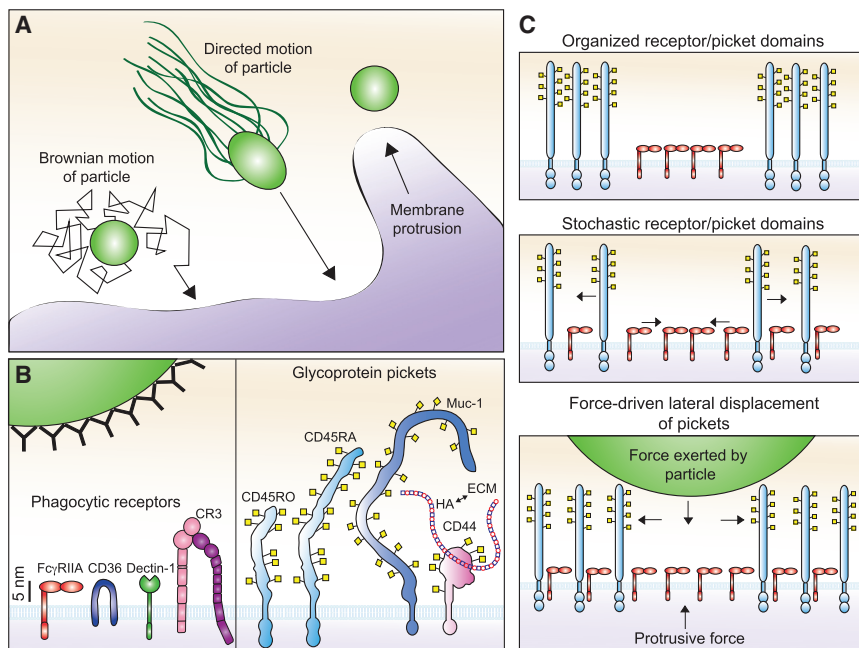 A
Directed motion
of particle
Brownian motion
of particle
Membrane
protrusion
B
Phagocytic receptors
5 nm
FcγRIIA
CD36
Dectin-1
CR3
Glycoprotein pickets
CD45RO
CD45RA
Muc-1
HA
ECM
CD44
C
Organized receptor/picket domains
Stochastic receptor/picket domains
Force-driven lateral displacement
of pickets
Force exerted by
particle
Protrusive force